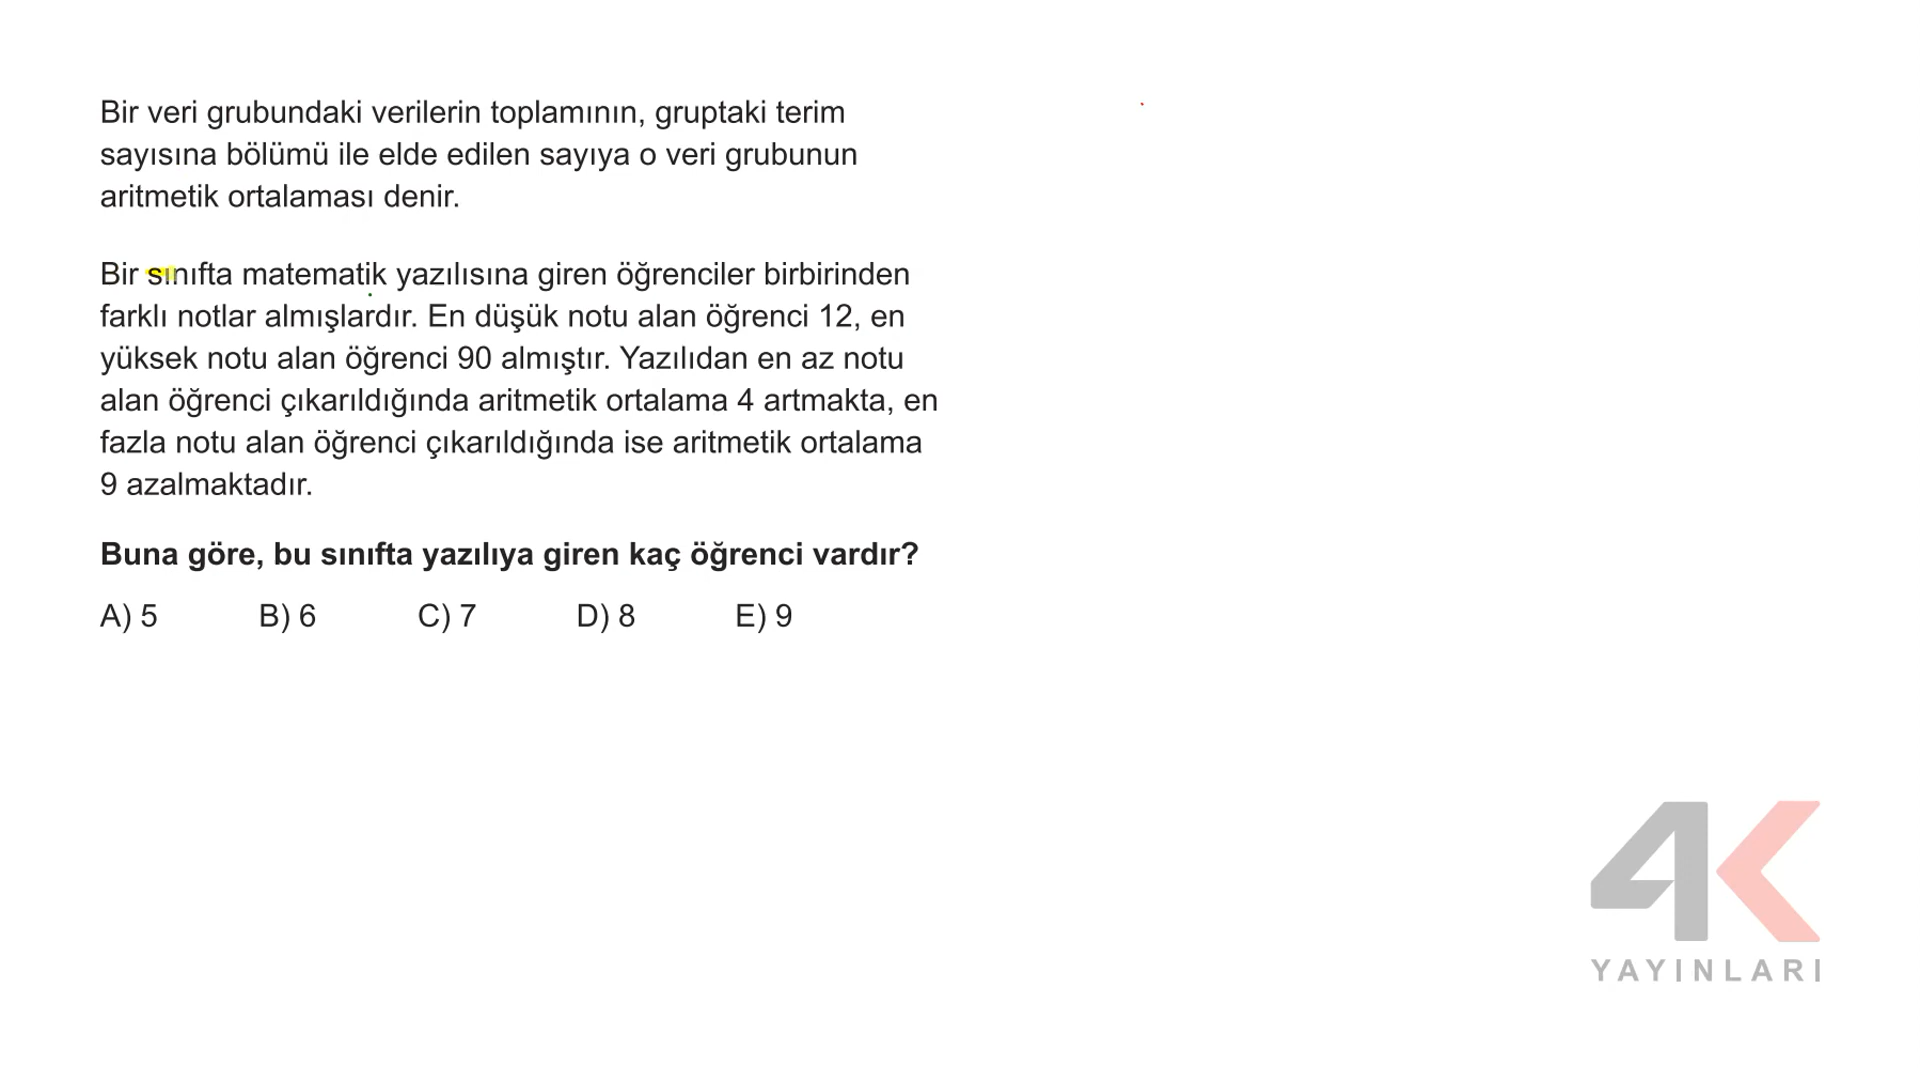 Bir veri grubundaki verilerin toplamının, gruptaki terim
sayısına bölümü ile elde edilen sayıya o veri grubunun
aritmetik ortalaması denir.
Bir sınıfta matematik yazılısına giren öğrenciler birbirinden
farklı notlar almışlardır. En düşük notu alan öğrenci 12, en
yüksek notu alan öğrenci 90 almıştır. Yazılıdan en az notu
alan öğrenci çıkarıldığında aritmetik ortalama 4 artmakta, en
fazla notu alan öğrenci çıkarıldığında ise aritmetik ortalama
9 azalmaktadır.
Buna göre, bu sınıfta yazılıya giren kaç öğrenci vardır?
A) 5 B) 6 C) 7 D) 8 E) 9
4K
YAYINLARI